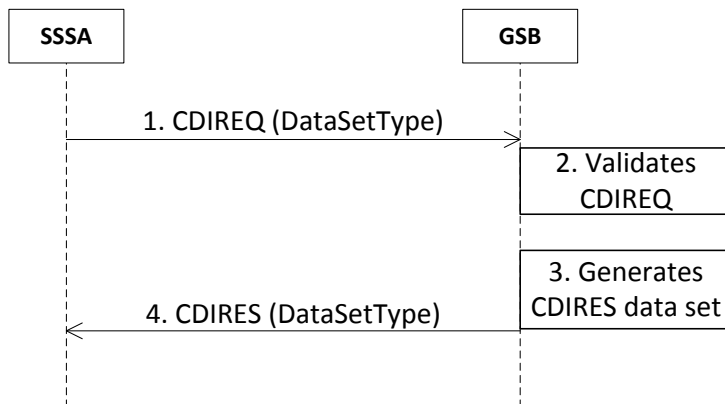 SSSA
GSB
1. CDIREQ (DataSetType)
2. Validates
CDIREQ
3. Generates
CDIRES data set
4. CDIRES (DataSetType)